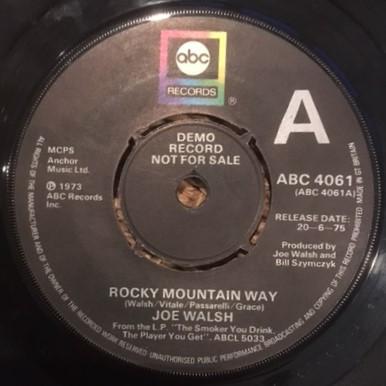 abc
RECORDS
®
A
DEMO
RECORD
NOT FOR SALE
MCPS
Anchor
Music Ltd.
℗ 1973
ABC Records
Inc.
ABC 4061
(ABC 4061A)
RELEASE DATE:
20-6-75
Produced by
Joe Walsh and
Bill Szymczyk
ROCKY MOUNTAIN WAY
(Walsh/Vitale/Passarelli/Grace)
JOE WALSH
From the L.P. "The Smoker You Drink,
The Player You Get". ABCL 5033
ALL RIGHTS OF THE MANUFACTURER AND OF THE OWNER OF THE RECORDED WORK RESERVED UNAUTHORISED PUBLIC PERFORMANCE BROADCASTING AND COPYING OF THIS RECORD PROHIBITED MADE IN GT BRITAIN